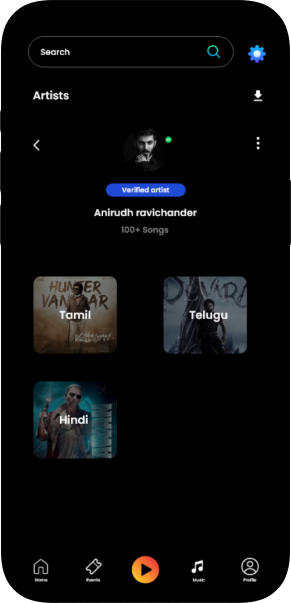 Search
Artists
Verified artist
Anirudh ravichander
100+ Songs
HUNTER
VANTAAR
Tamil
DEVARA
Telugu
Hindi
Home
Events
Music
Profile